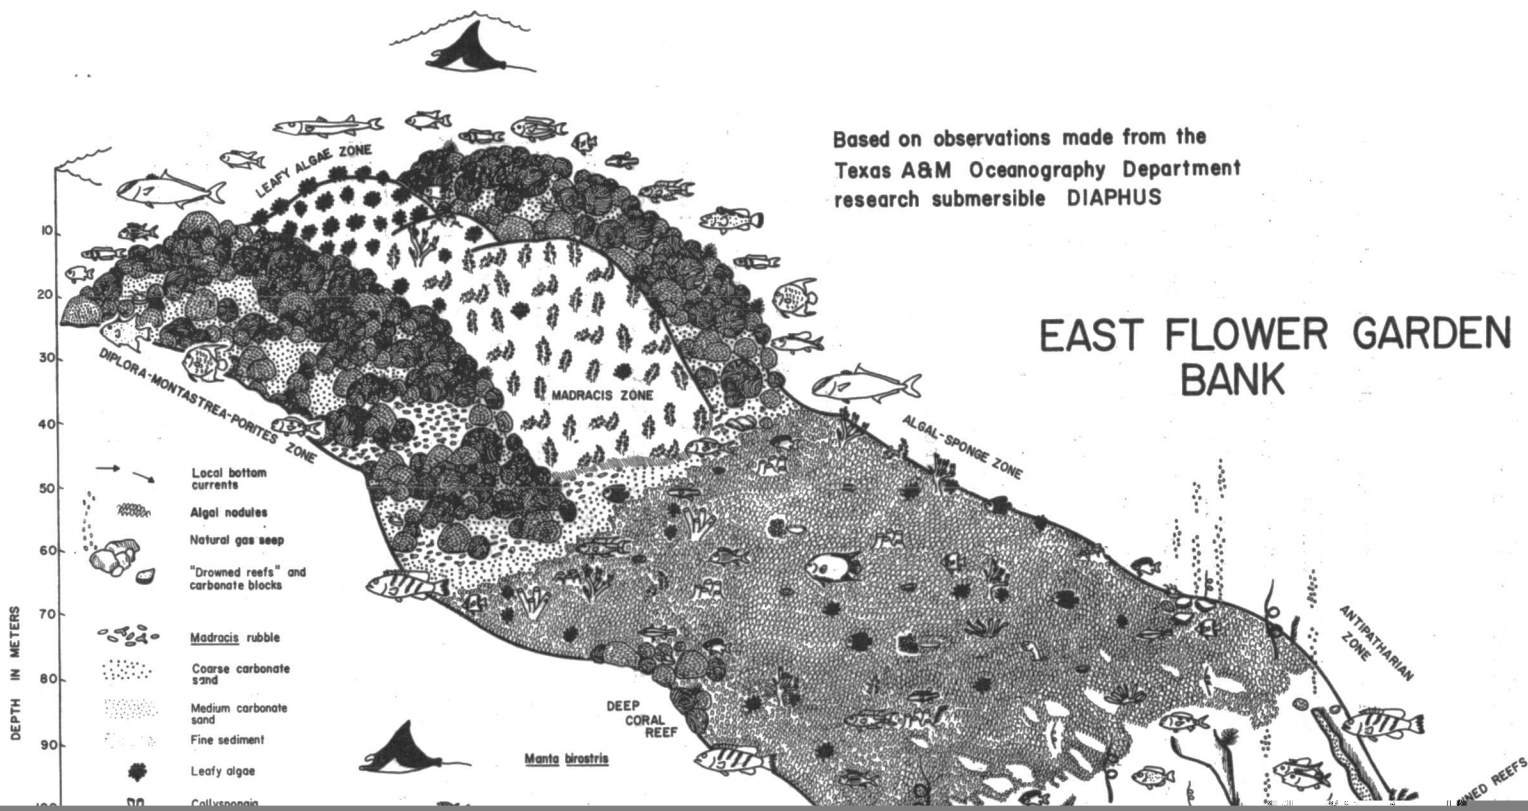 Based on observations made from the
Texas A&M Oceanography Department
research submersible DIAPHUS
EAST FLOWER GARDEN
BANK
LEAFY ALGAE ZONE
MADRACIS ZONE
DIPLORA-MONTASTREA-PORITES ZONE
ALGAL-SPONGE ZONE
ANTIPATHARIAN
ZONE
DEEP
CORAL
REEF
DEPTH IN METERS
10
20
30
40
50
60
70
80
90
Local bottom
currents
Algal nodules
Natural gas seep
"Drowned reefs" and
carbonate blocks
Madracis rubble
Coarse carbonate
sand
Medium carbonate
sand
Fine sediment
Leafy algae
Callyspongia
Manta birostris
REEFS